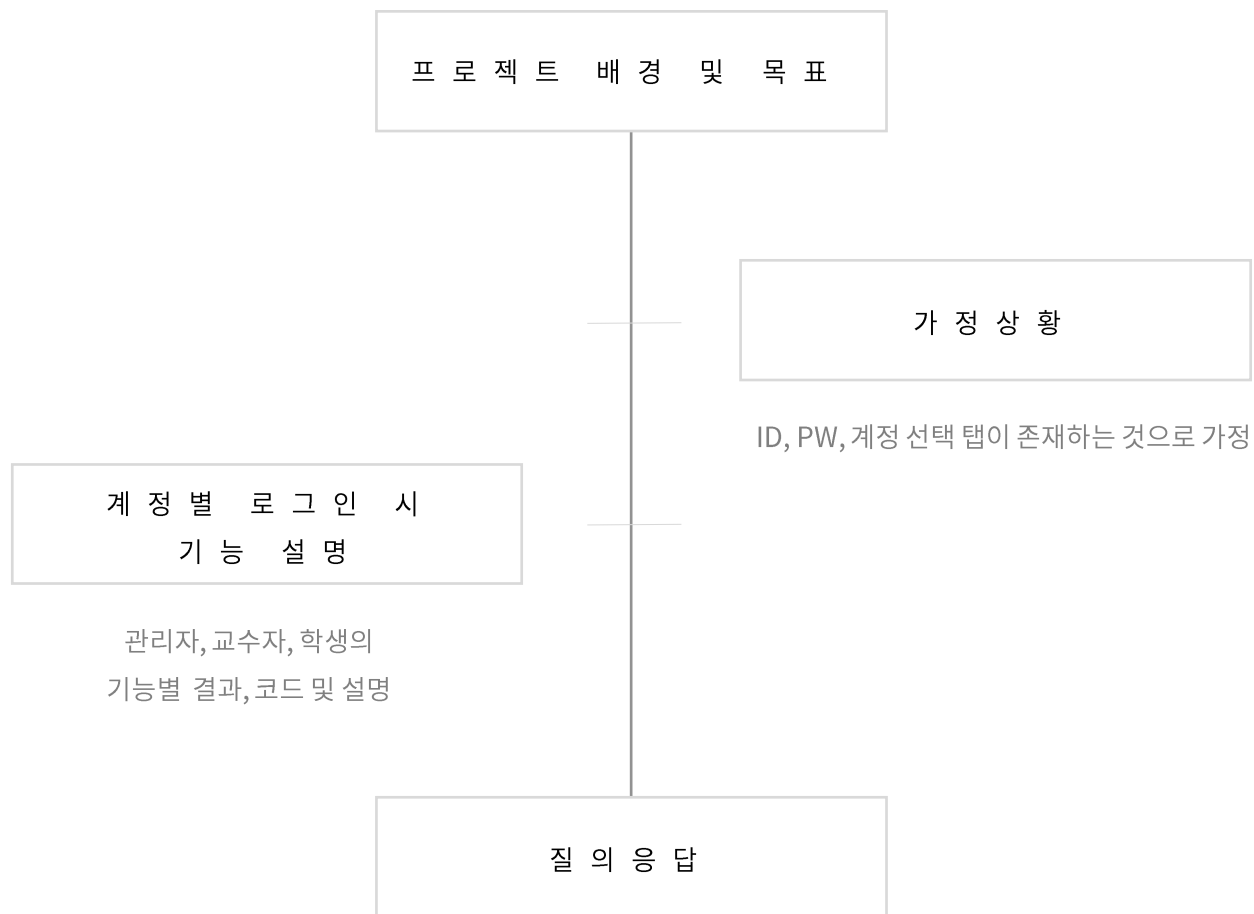 프로젝트 배경 및 목표
가정상황
ID, PW, 계정 선택 탭이 존재하는 것으로 가정
계정별 로그인 시
기능 설명
관리자, 교수자, 학생의
기능별 결과, 코드 및 설명
질의응답